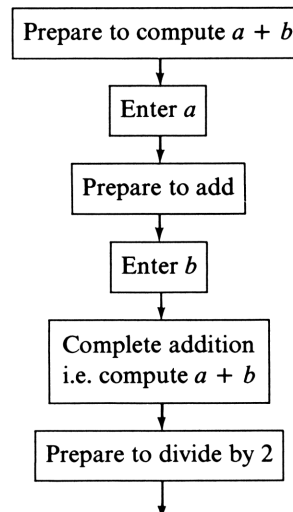 Prepare to compute a + b
Enter a
Prepare to add
Enter b
Complete addition
i.e. compute a + b
Prepare to divide by 2